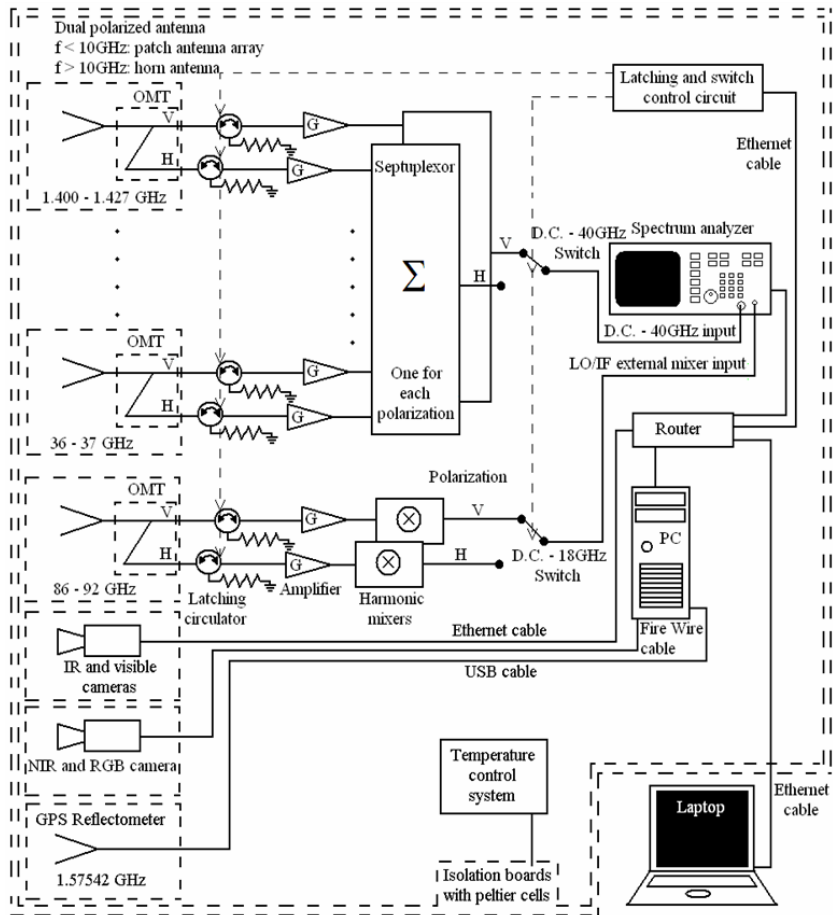 Dual polarized antenna
f < 10GHz: patch antenna array
f > 10GHz: horn antenna
OMT
V
H
1.400 - 1.427 GHz
G
G
Septuplexor
Σ
One for
each
polarization
Latching and switch
control circuit
Ethernet
cable
V
H
D.C. - 40GHz
Switch
Spectrum analyzer
D.C. - 40GHz input
LO/IF external mixer input
OMT
V
H
36 - 37 GHz
G
G
Router
OMT
V
H
86 - 92 GHz
Latching
circulator
G
G
Amplifier
Harmonic
mixers
Polarization
V
H
D.C. - 18GHz
Switch
PC
Fire Wire
cable
Ethernet cable
USB cable
IR and visible
cameras
NIR and RGB camera
GPS Reflectometer
1.57542 GHz
Temperature
control
system
Isolation boards
with peltier cells
Laptop
Ethernet
cable